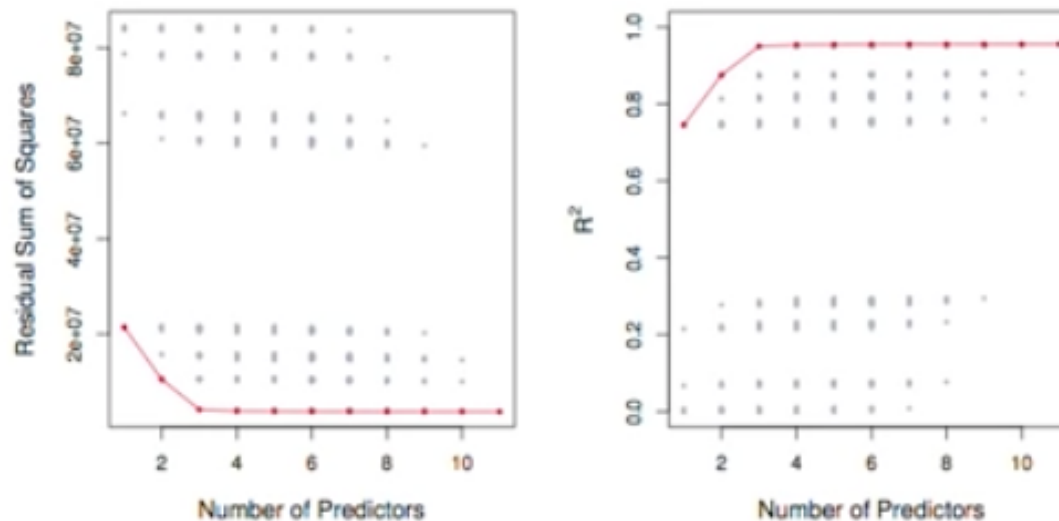 Residual Sum of Squares
8e+07
6e+07
4e+07
2e+07
2 4 6 8 10
Number of Predictors
R²
1.0
0.8
0.6
0.4
0.2
0.0
2 4 6 8 10
Number of Predictors